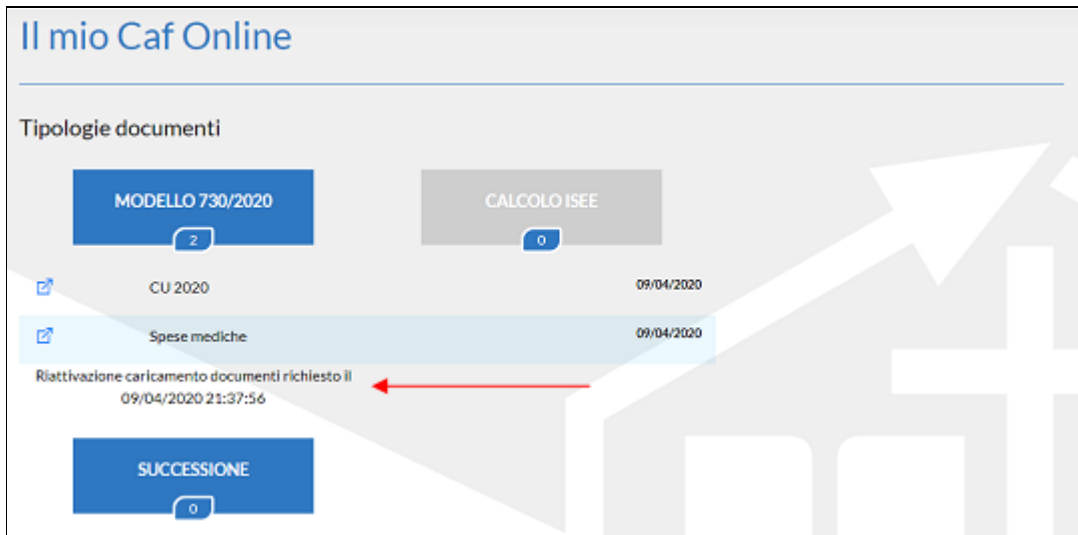 Il mio Caf Online
Tipologie documenti
MODELLO 730/2020
2
CALCOLO ISEE
0
CU 2020 09/04/2020
Spese mediche 09/04/2020
Riattivazione caricamento documenti richiesto il
09/04/2020 21:37:56
SUCCESSIONE
0